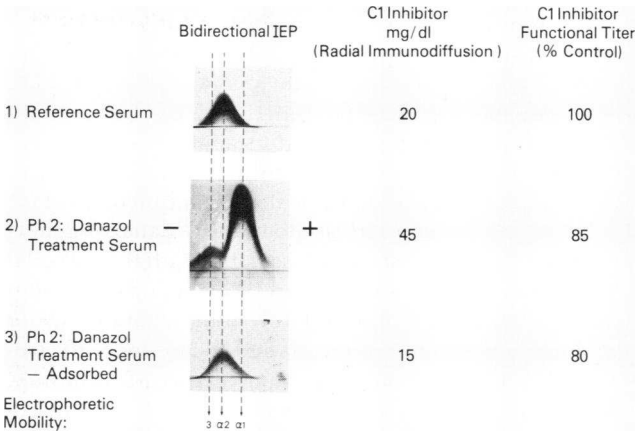 C1 Inhibitor
mg/dl
(Radial Immunodiffusion)
C1 Inhibitor
Functional Titer
(% Control)
Bidirectional IEP
1) Reference Serum
20
100
2) Ph 2: Danazol
Treatment Serum
− +
45
85
3) Ph 2: Danazol
Treatment Serum
— Adsorbed
15
80
Electrophoretic
Mobility:
3 α2 α1